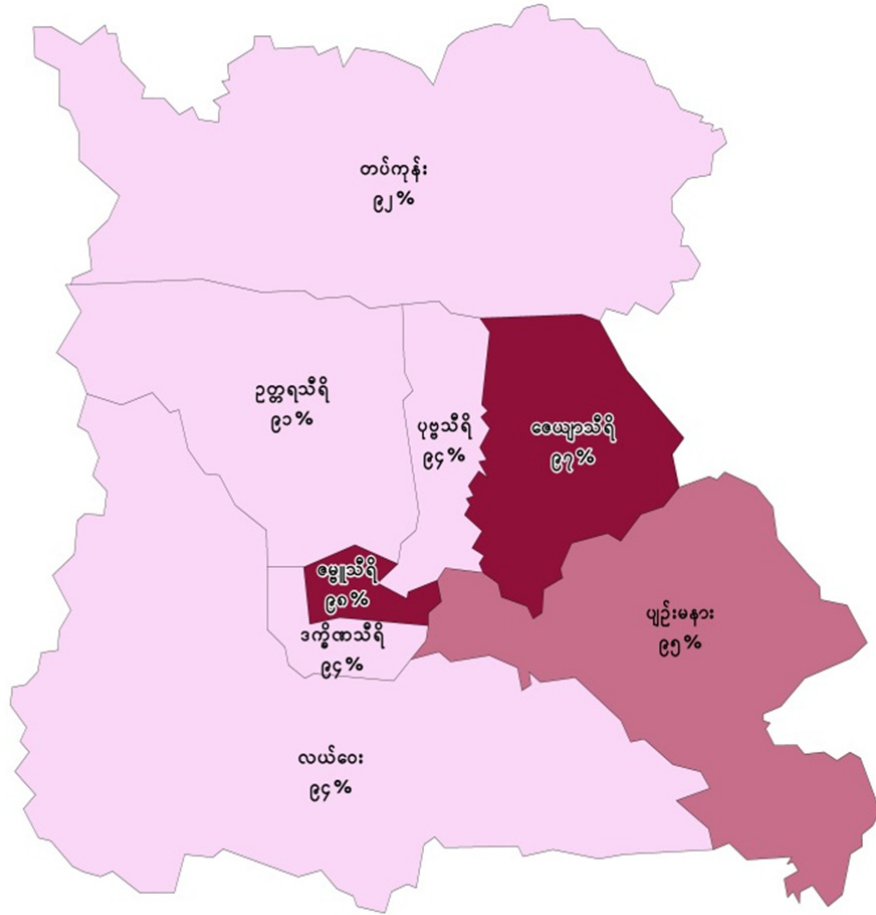 တပ်ကုန်း
၉၂%
ဥတ္တရသီရိ
၉၁%
ပုဗ္ဗသီရိ
၉၄%
ဇေယျာသီရိ
၉၇%
ဇမ္ဗူသီရိ
၉၈%
ဒက္ခိဏသီရိ
၉၄%
ပျဉ်းမနား
၉၅%
လယ်ဝေး
၉၄%